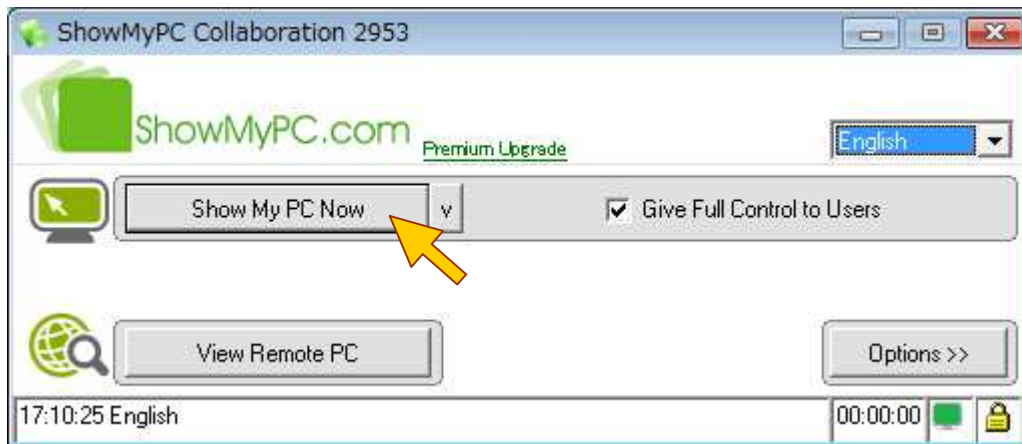 ShowMyPC Collaboration 2953
ShowMyPC.com
Premium Upgrade
English
Show My PC Now
v
Give Full Control to Users
View Remote PC
Options >>
17:10:25 English
00:00:00